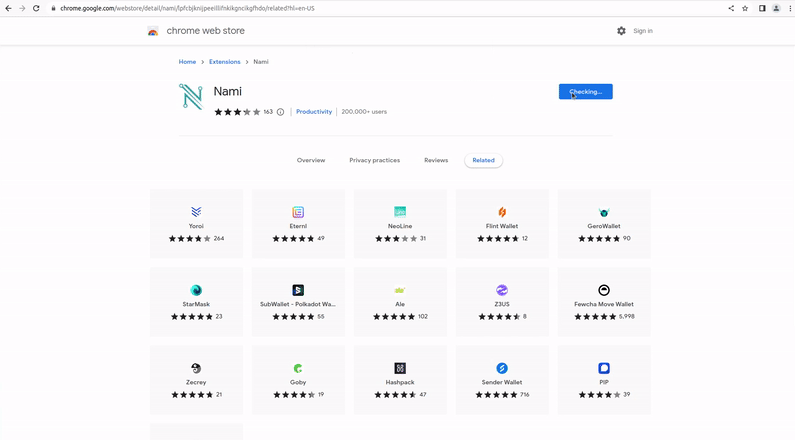 chrome.google.com/webstore/detail/nami/lpfcbjknijpeeillifnkikgncikgfhdo/related?hl=en-US
chrome web store
Sign in
Home > Extensions > Nami
Nami
Checking...
163 | Productivity | 200,000+ users
Overview Privacy practices Reviews Related
Yoroi Eternl NeoLine Flint Wallet GeroWallet
264 49 31 12 90
StarMask SubWallet - Polkadot Wa... Ale Z3US Fewcha Move Wallet
23 55 102 8 5,998
Zecrey Goby Hashpack Sender Wallet PIP
21 19 47 716 39